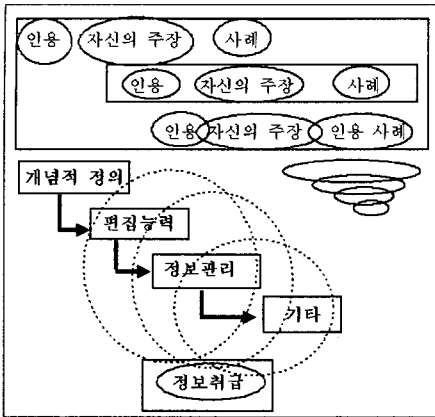 인용 자신의 주장 사례
인용 자신의 주장 사례
인용 자신의 주장 인용 사례
개념적 정의
편집능력
정보관리
기타
정보취급